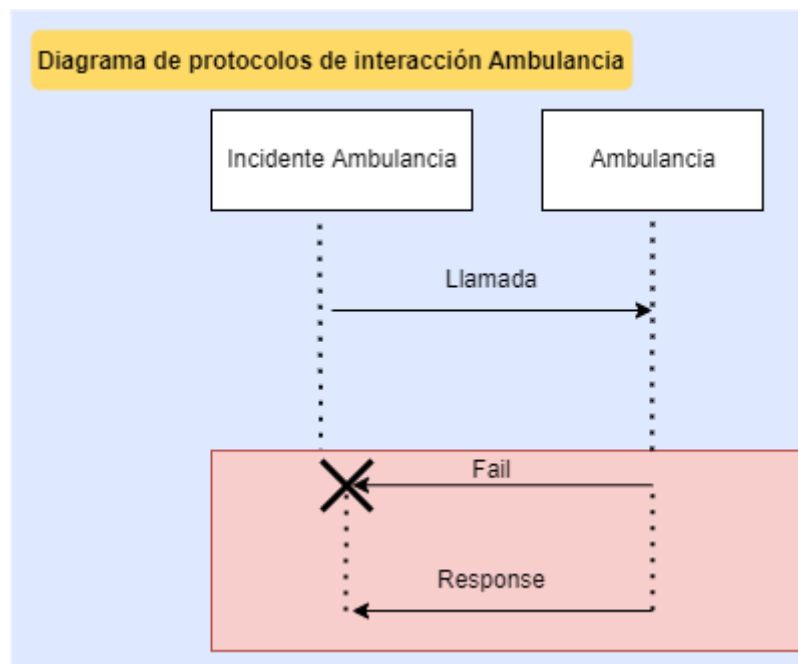 Diagrama de protocolos de interacción Ambulancia
Incidente Ambulancia
Ambulancia
Llamada
Fail
Response